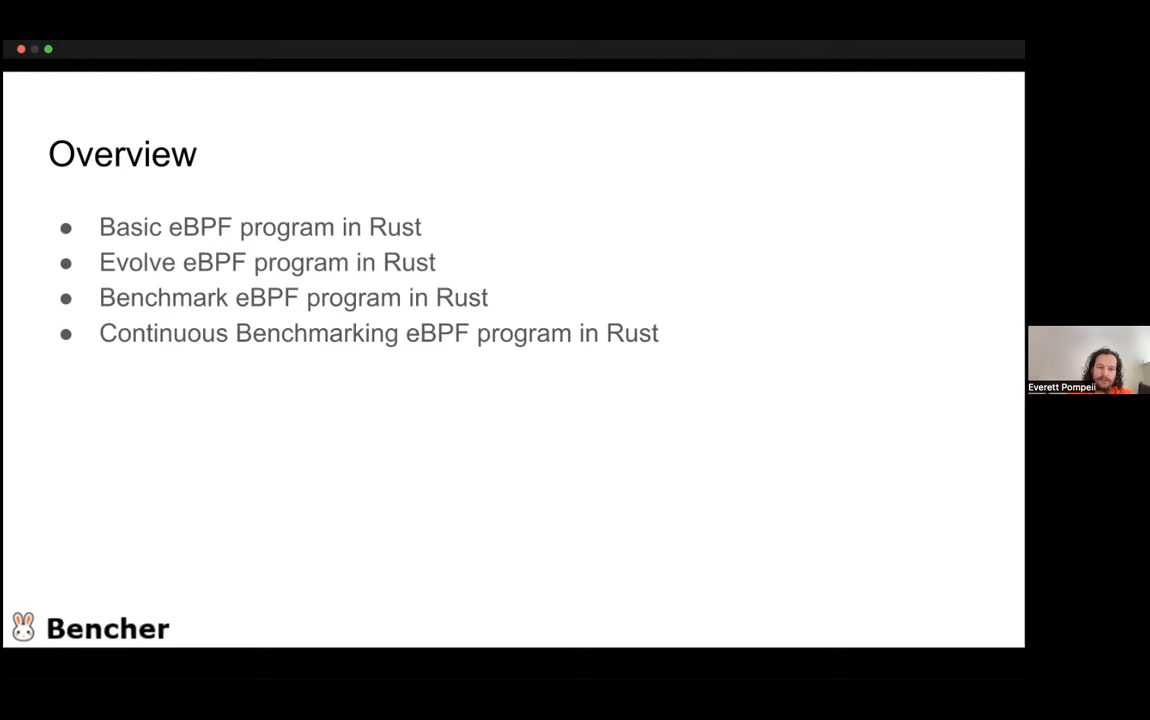 Overview
● Basic eBPF program in Rust
● Evolve eBPF program in Rust
● Benchmark eBPF program in Rust
● Continuous Benchmarking eBPF program in Rust
Everett Pompeii
Bencher